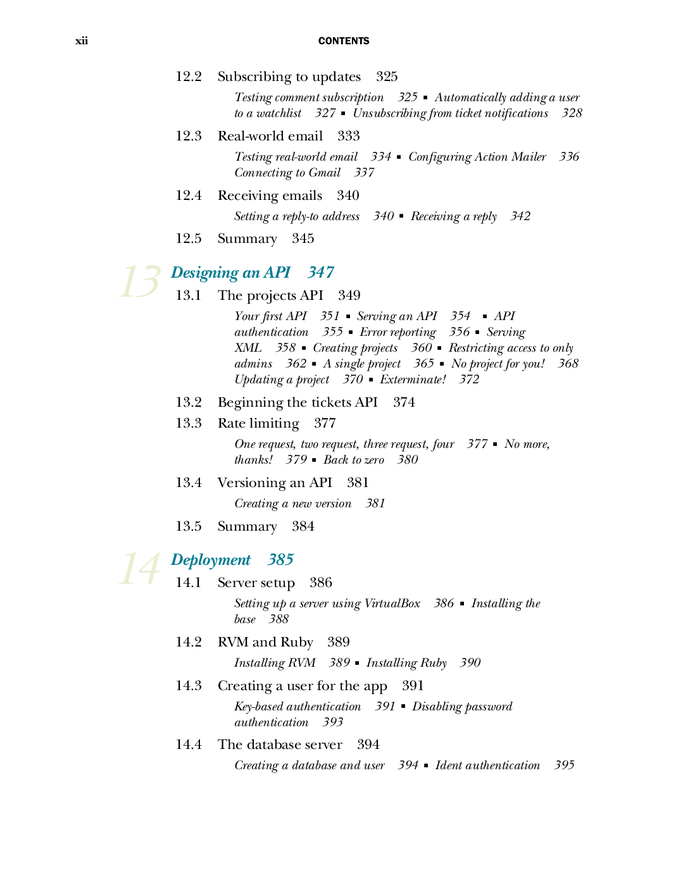 xii CONTENTS
12.2 Subscribing to updates 325
Testing comment subscription 325 ■ Automatically adding a user
to a watchlist 327 ■ Unsubscribing from ticket notifications 328
12.3 Real-world email 333
Testing real-world email 334 ■ Configuring Action Mailer 336
Connecting to Gmail 337
12.4 Receiving emails 340
Setting a reply-to address 340 ■ Receiving a reply 342
12.5 Summary 345
13 Designing an API 347
13.1 The projects API 349
Your first API 351 ■ Serving an API 354 ■ API
authentication 355 ■ Error reporting 356 ■ Serving
XML 358 ■ Creating projects 360 ■ Restricting access to only
admins 362 ■ A single project 365 ■ No project for you! 368
Updating a project 370 ■ Exterminate! 372
13.2 Beginning the tickets API 374
13.3 Rate limiting 377
One request, two request, three request, four 377 ■ No more,
thanks! 379 ■ Back to zero 380
13.4 Versioning an API 381
Creating a new version 381
13.5 Summary 384
14 Deployment 385
14.1 Server setup 386
Setting up a server using VirtualBox 386 ■ Installing the
base 388
14.2 RVM and Ruby 389
Installing RVM 389 ■ Installing Ruby 390
14.3 Creating a user for the app 391
Key-based authentication 391 ■ Disabling password
authentication 393
14.4 The database server 394
Creating a database and user 394 ■ Ident authentication 395